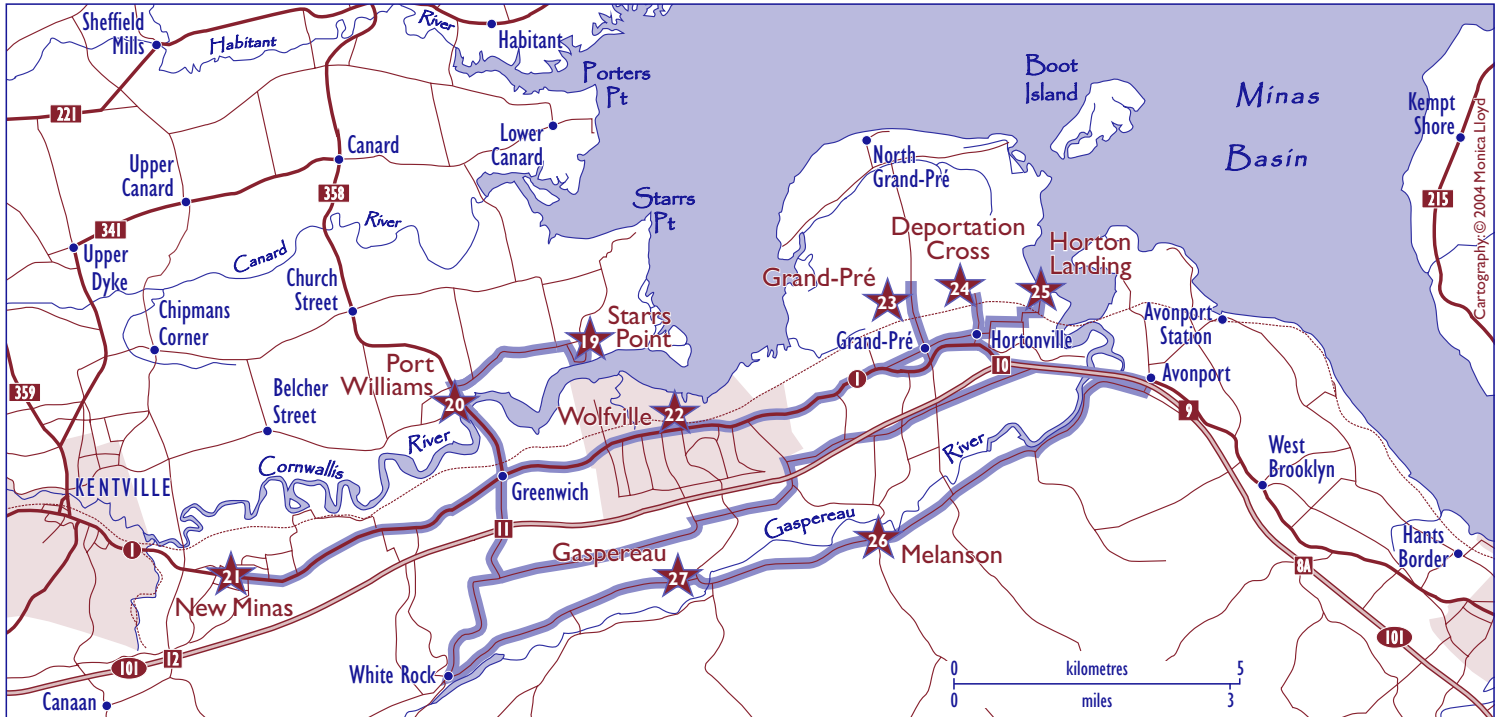 Sheffield
Mills
Habitant
River
Habitant
Porters
Pt
Boot
Island
Minas
Basin
Kempt
Shore
Cartography: © 2004 Monica Lloyd
221
Lower
Canard
Canard
Upper
Canard
358
North
Grand-Pré
215
341
Starrs
Pt
River
Canard
Upper
Dyke
Deportation
Cross
Horton
Landing
Grand-Pré
23
24
25
Church
Street
Chipmans
Corner
Starrs
Point
19
Avonport
Station
Grand-Pré
Hortonville
Port
Williams
20
10
1
Avonport
359
Belcher
Street
Wolfville
22
9
River
Cornwallis
River
West
Brooklyn
KENTVILLE
Greenwich
11
Gaspereau
1
Gaspereau
27
26
Melanson
Hants
Border
8A
21
New Minas
101
12
101
White Rock
Canaan
0
kilometres
5
0
miles
3